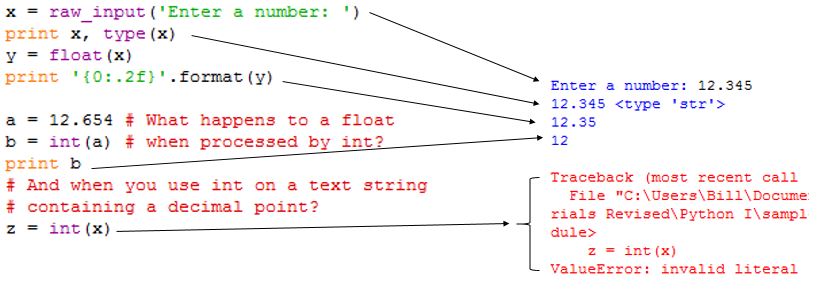 x = raw_input('Enter a number: ')
print x, type(x)
y = float(x)
print '{0:.2f}'.format(y)
a = 12.654 # What happens to a float
b = int(a) # when processed by int?
print b
# And when you use int on a text string
# containing a decimal point?
z = int(x)
Enter a number: 12.345
12.345 <type 'str'>
12.35
12
Traceback (most recent call
File "C:\Users\Bill\Docume
rials Revised\Python I\sampl
dule>
z = int(x)
ValueError: invalid literal